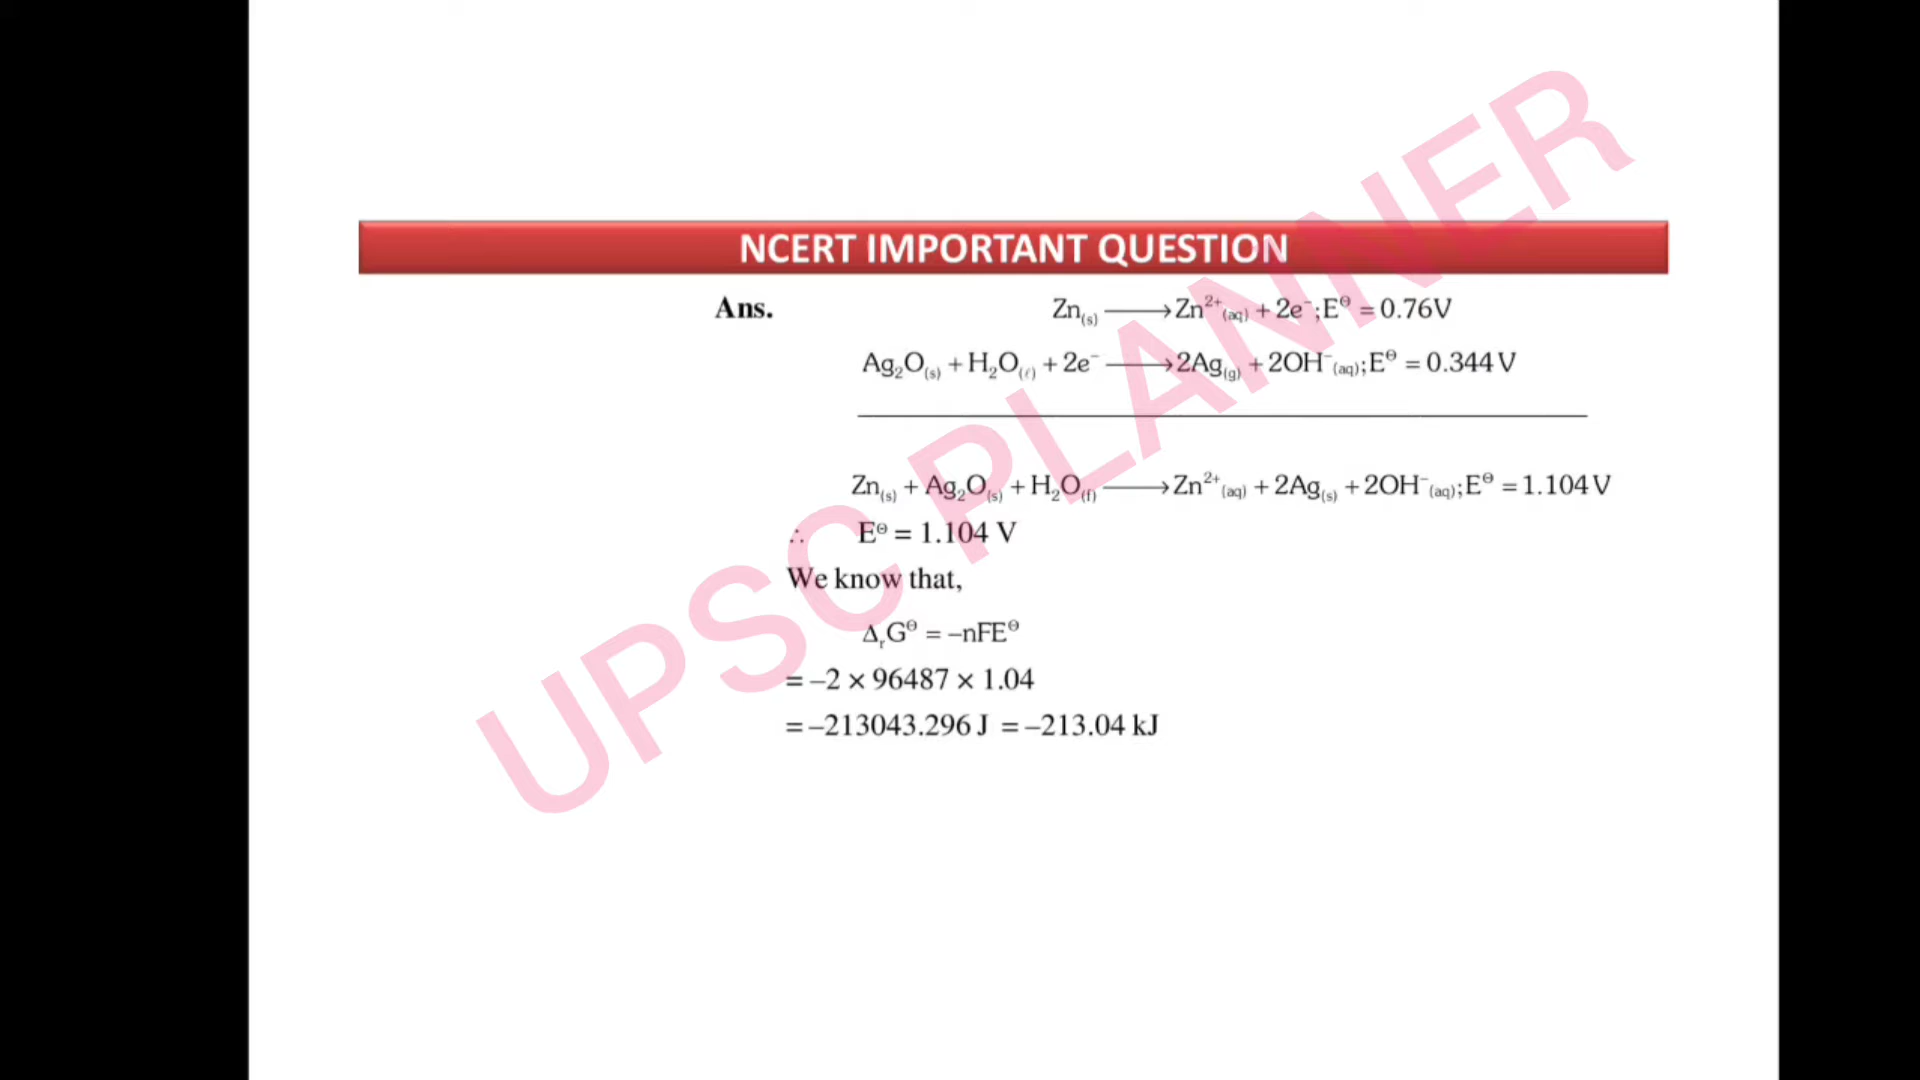 NCERT IMPORTANT QUESTION
Ans. Zn(s) ⟶ Zn²⁺(aq) + 2e⁻; E⊖ = 0.76V
Ag₂O(s) + H₂O(ℓ) + 2e⁻ ⟶ 2Ag(g) + 2OH⁻(aq); E⊖ = 0.344 V
Zn(s) + Ag₂O(s) + H₂O(f) ⟶ Zn²⁺(aq) + 2Ag(s) + 2OH⁻(aq); E⊖ = 1.104 V
∴ E⊖ = 1.104 V
We know that,
ΔᵣG⊖ = –nFE⊖
= –2 × 96487 × 1.04
= –213043.296 J = –213.04 kJ
UPSC PLANNER